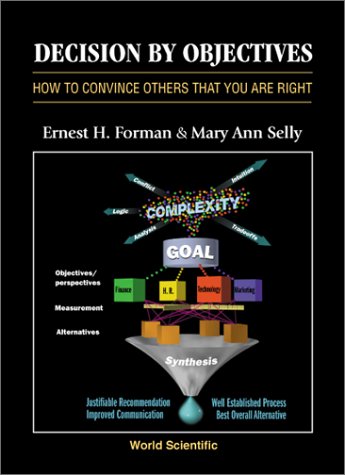 DECISION BY OBJECTIVES
HOW TO CONVINCE OTHERS THAT YOU ARE RIGHT
Ernest H. Forman & Mary Ann Selly
Conflict
Intuition
COMPLEXITY
Logic
Analysis
Tradeoffs
GOAL
Objectives/
perspectives
Finance
H.R.
Technology
Marketing
Measurement
Alternatives
Synthesis
Justifiable Recommendation
Improved Communication
Well Established Process
Best Overall Alternative
World Scientific